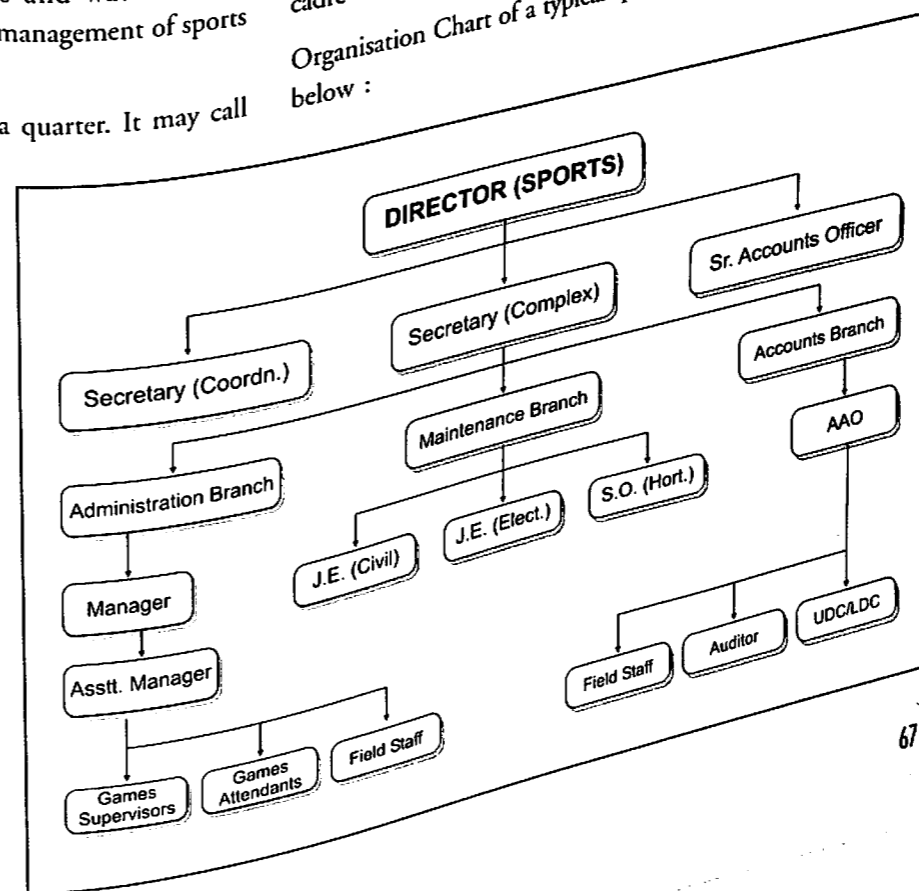 management of sports
a quarter. It may call
cadre
Organisation Chart of a typical
below :
DIRECTOR (SPORTS)
Sr. Accounts Officer
Secretary (Complex)
Secretary (Coordn.)
Accounts Branch
Maintenance Branch
Administration Branch
AAO
S.O. (Hort.)
J.E. (Elect.)
J.E. (Civil)
Manager
Asstt. Manager
UDC/LDC
Auditor
Field Staff
Field Staff
Games
Attendants
Games
Supervisors
67